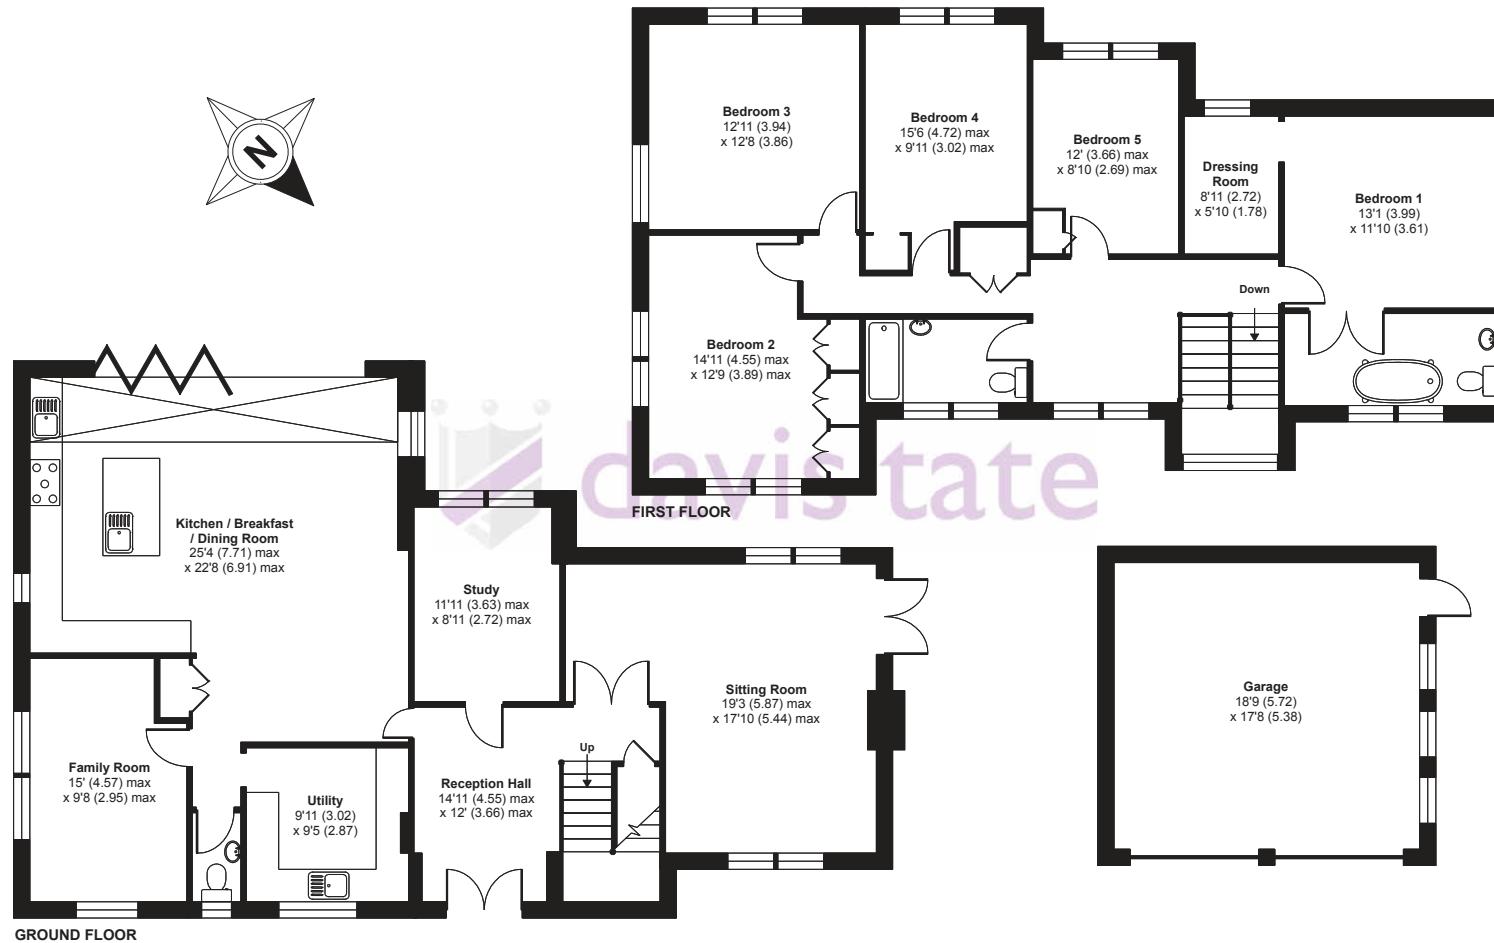 N
Bedroom 3
12'11 (3.94)
x 12'8 (3.86)
Bedroom 4
15'6 (4.72) max
x 9'11 (3.02) max
Bedroom 5
12' (3.66) max
x 8'10 (2.69) max
Dressing
Room
8'11 (2.72)
x 5'10 (1.78)
Bedroom 1
13'1 (3.99)
x 11'10 (3.61)
Down
Bedroom 2
14'11 (4.55) max
x 12'9 (3.89) max
davis tate
FIRST FLOOR
Kitchen / Breakfast
/ Dining Room
25'4 (7.71) max
x 22'8 (6.91) max
Study
11'11 (3.63) max
x 8'11 (2.72) max
Sitting Room
19'3 (5.87) max
x 17'10 (5.44) max
Garage
18'9 (5.72)
x 17'8 (5.38)
Up
Family Room
15' (4.57) max
x 9'8 (2.95) max
Utility
9'11 (3.02)
x 9'5 (2.87)
Reception Hall
14'11 (4.55) max
x 12' (3.66) max
GROUND FLOOR